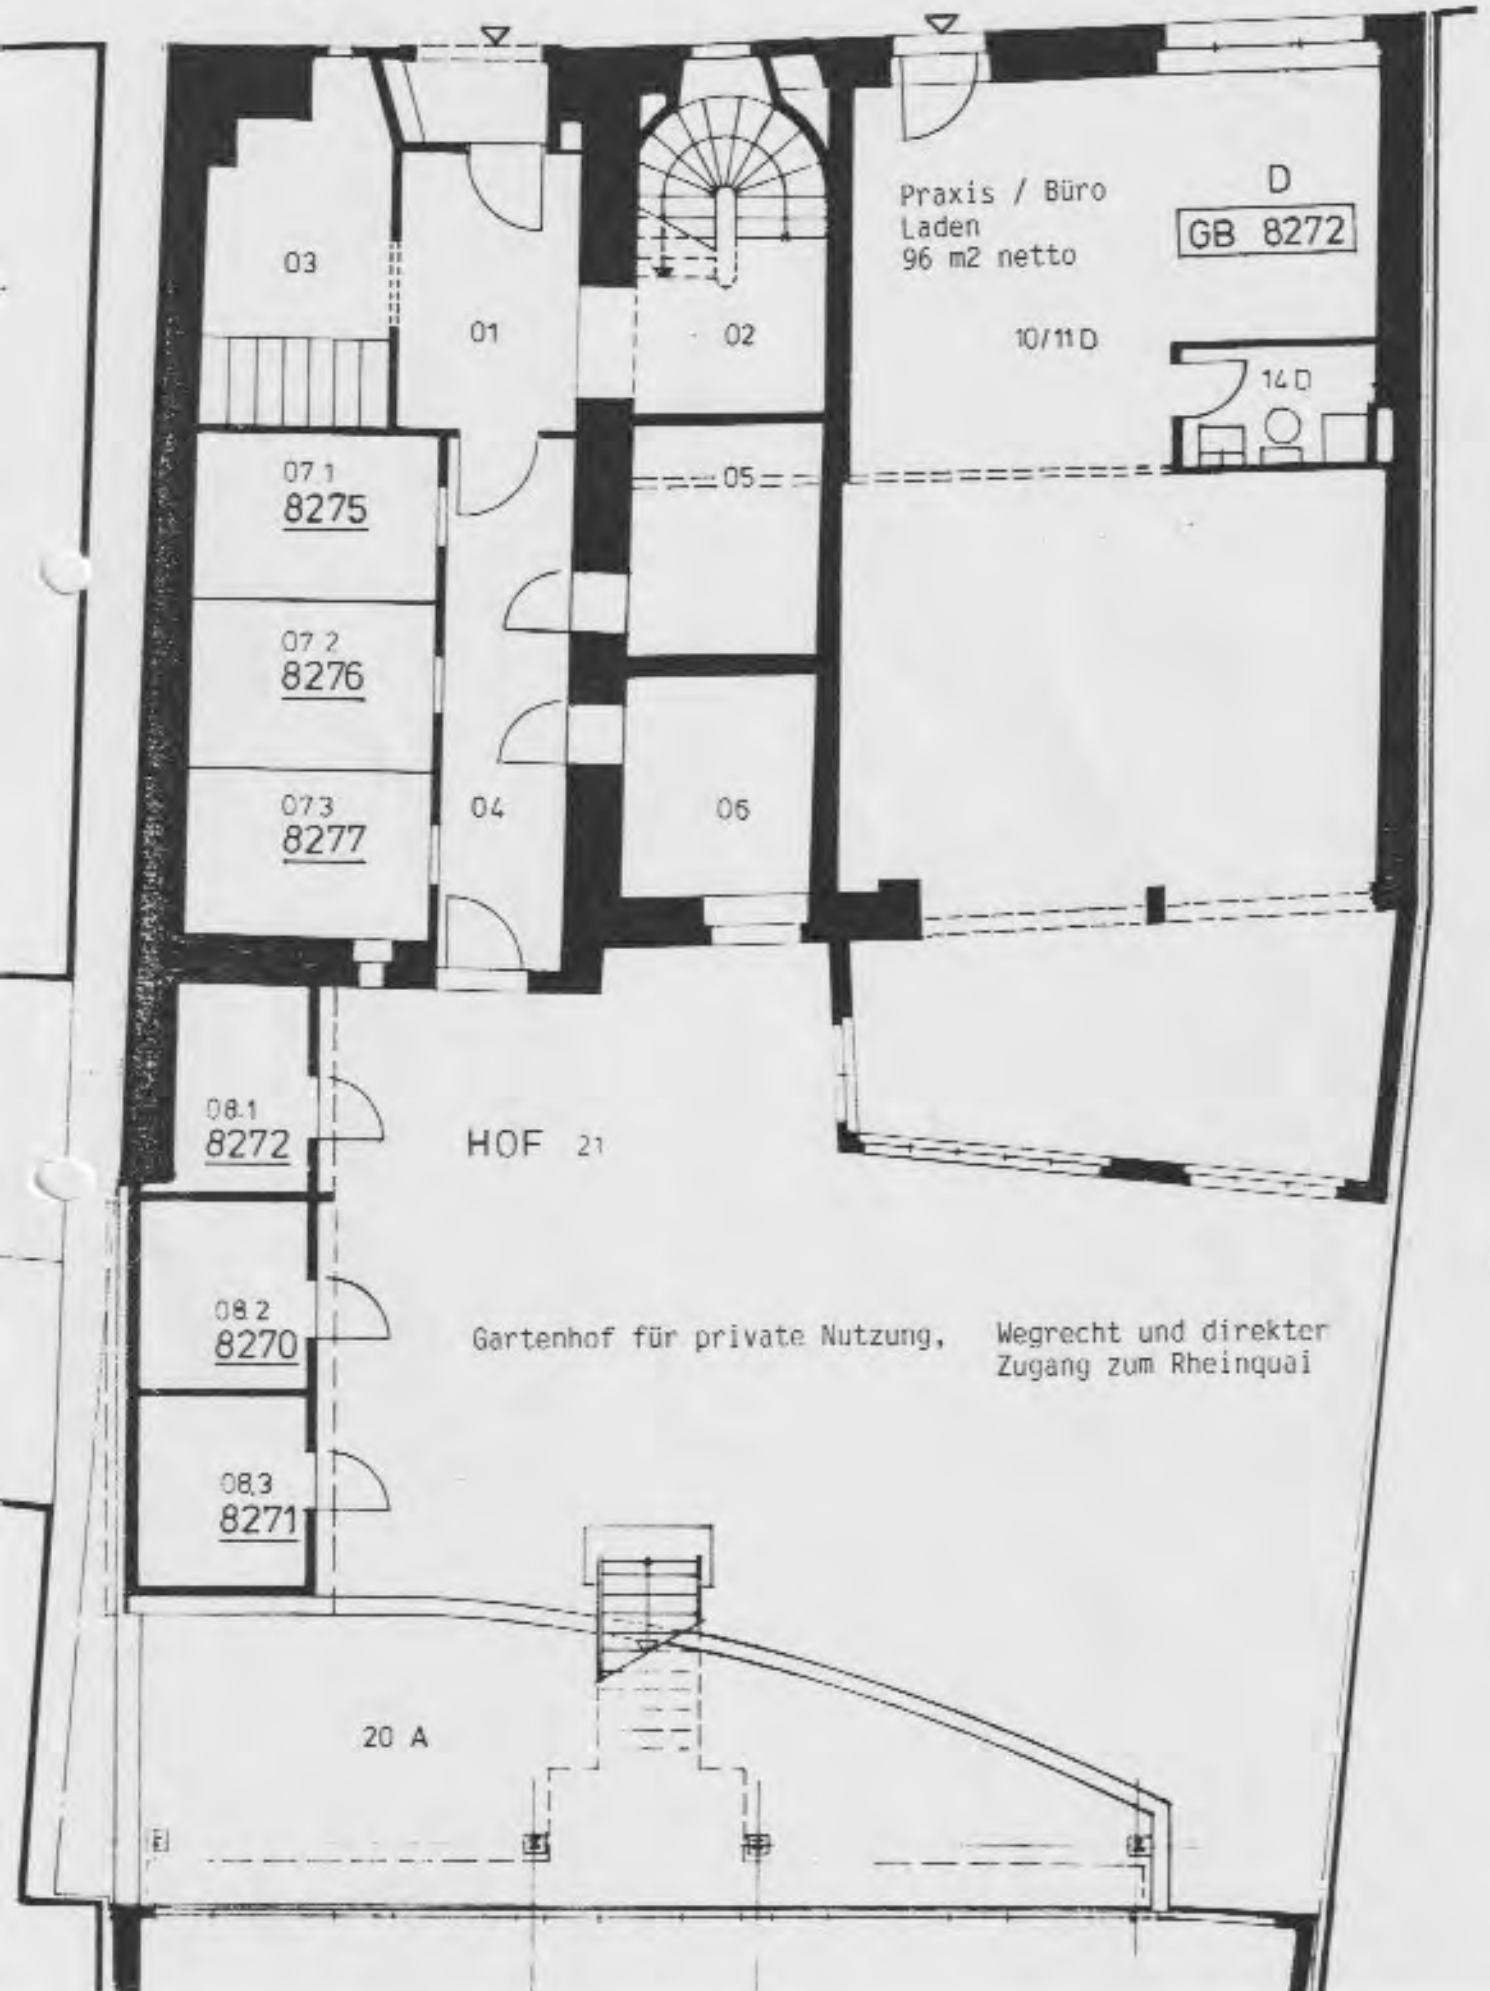 Praxis / Büro
Laden
96 m2 netto
D
GB 8272
03
01
02
10/11 D
14 D
07 1
8275
05
07 2
8276
07 3
8277
04
06
08.1
8272
HOF 21
08.2
8270
Gartenhof für private Nutzung,
Wegrecht und direkter
Zugang zum Rheinquai
08.3
8271
20 A